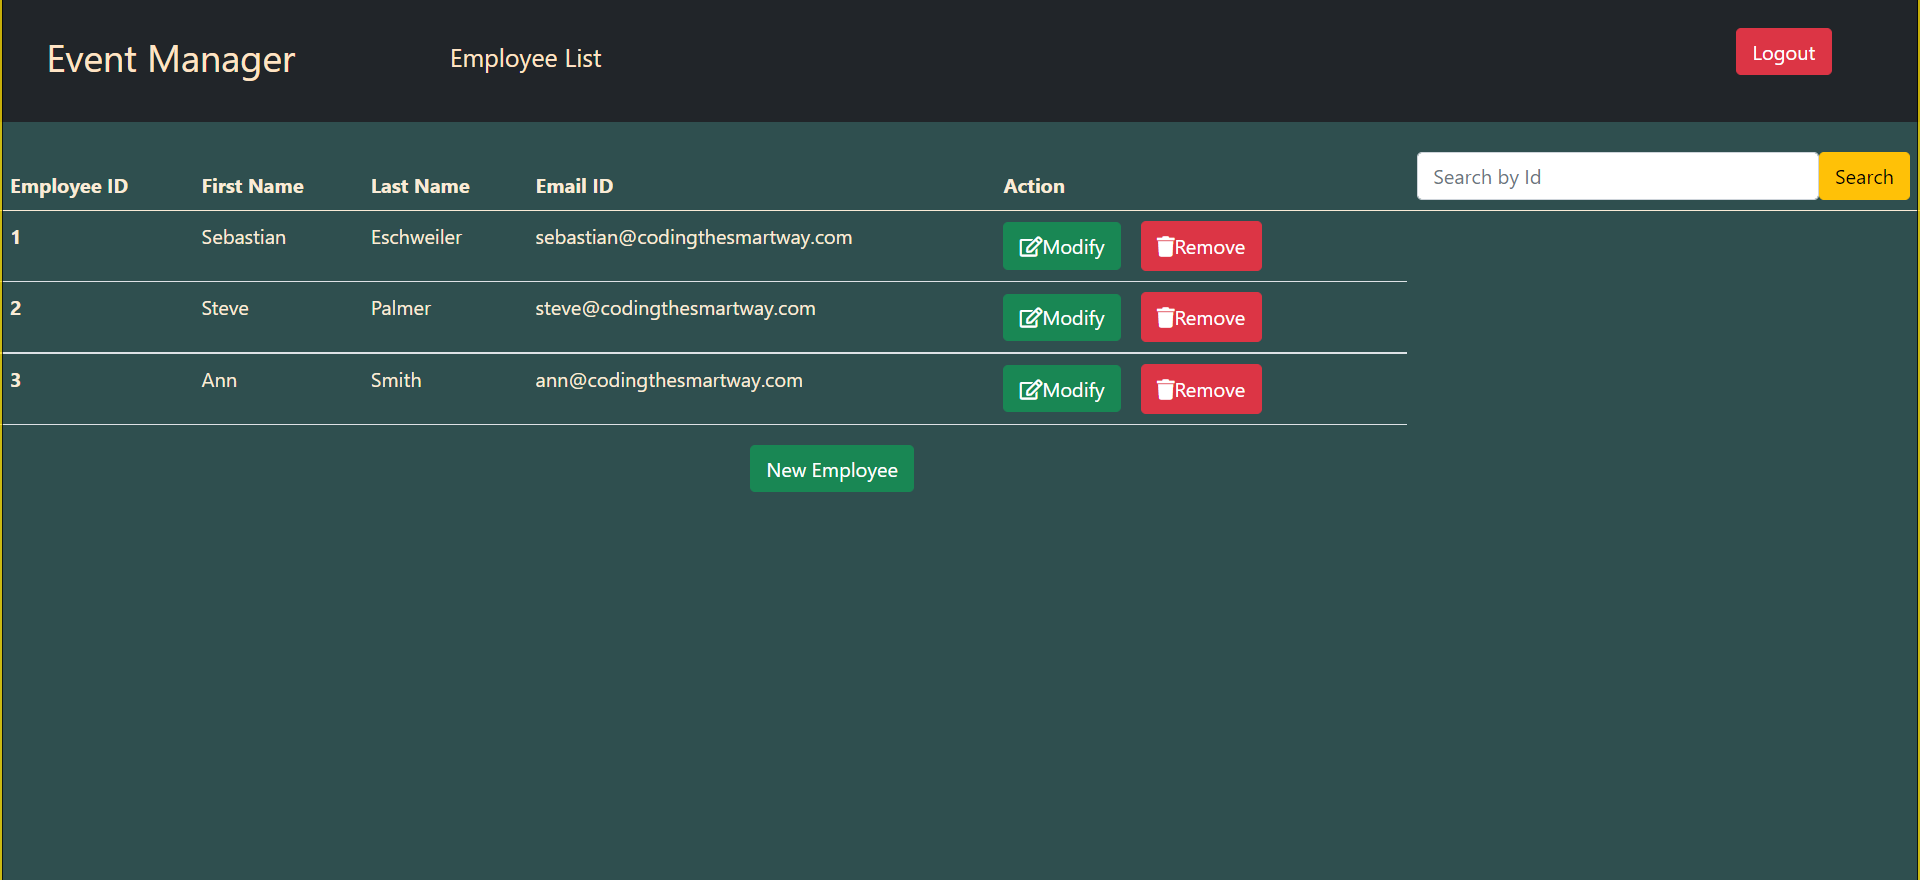 Event Manager Employee List Logout
Employee ID First Name Last Name Email ID Action Search by Id Search
1 Sebastian Eschweiler sebastian@codingthesmartway.com Modify Remove
2 Steve Palmer steve@codingthesmartway.com Modify Remove
3 Ann Smith ann@codingthesmartway.com Modify Remove
New Employee